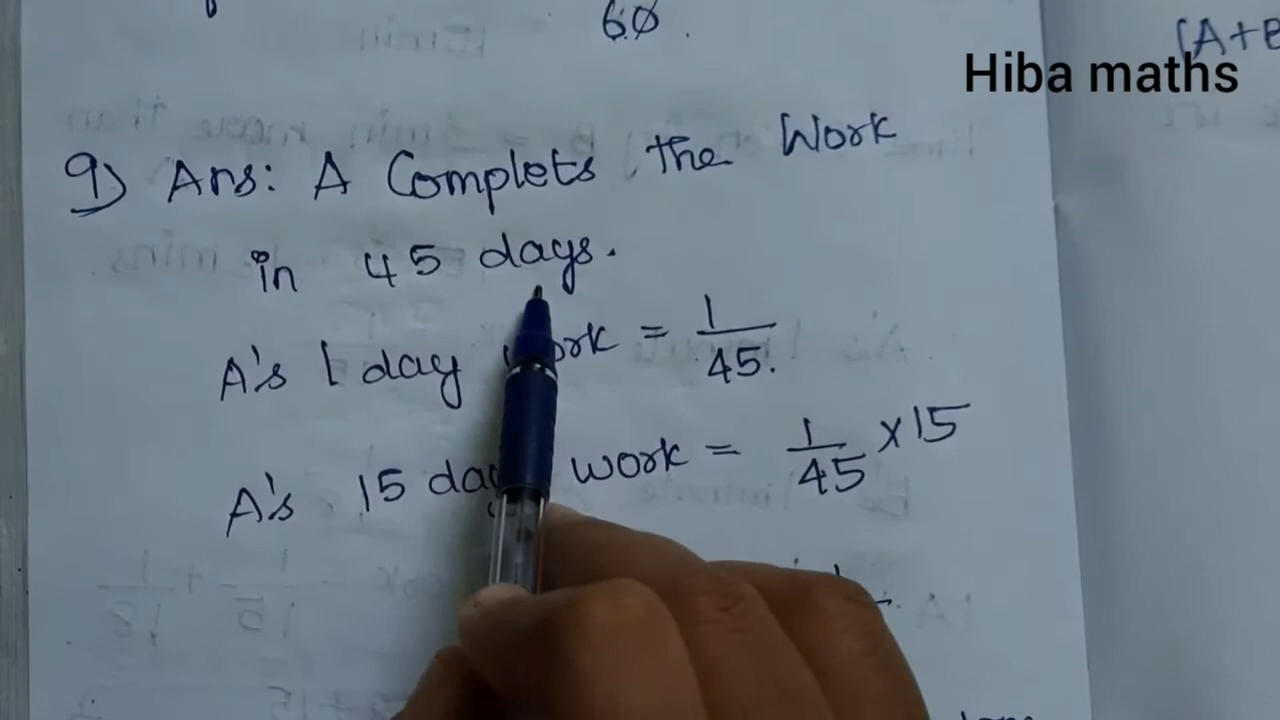 60.
(A+B
Hiba maths
9) Ans: A Complets the Work
in 45 days.
A's 1 day work = 1/45.
A's 15 days work = 1/45 × 15